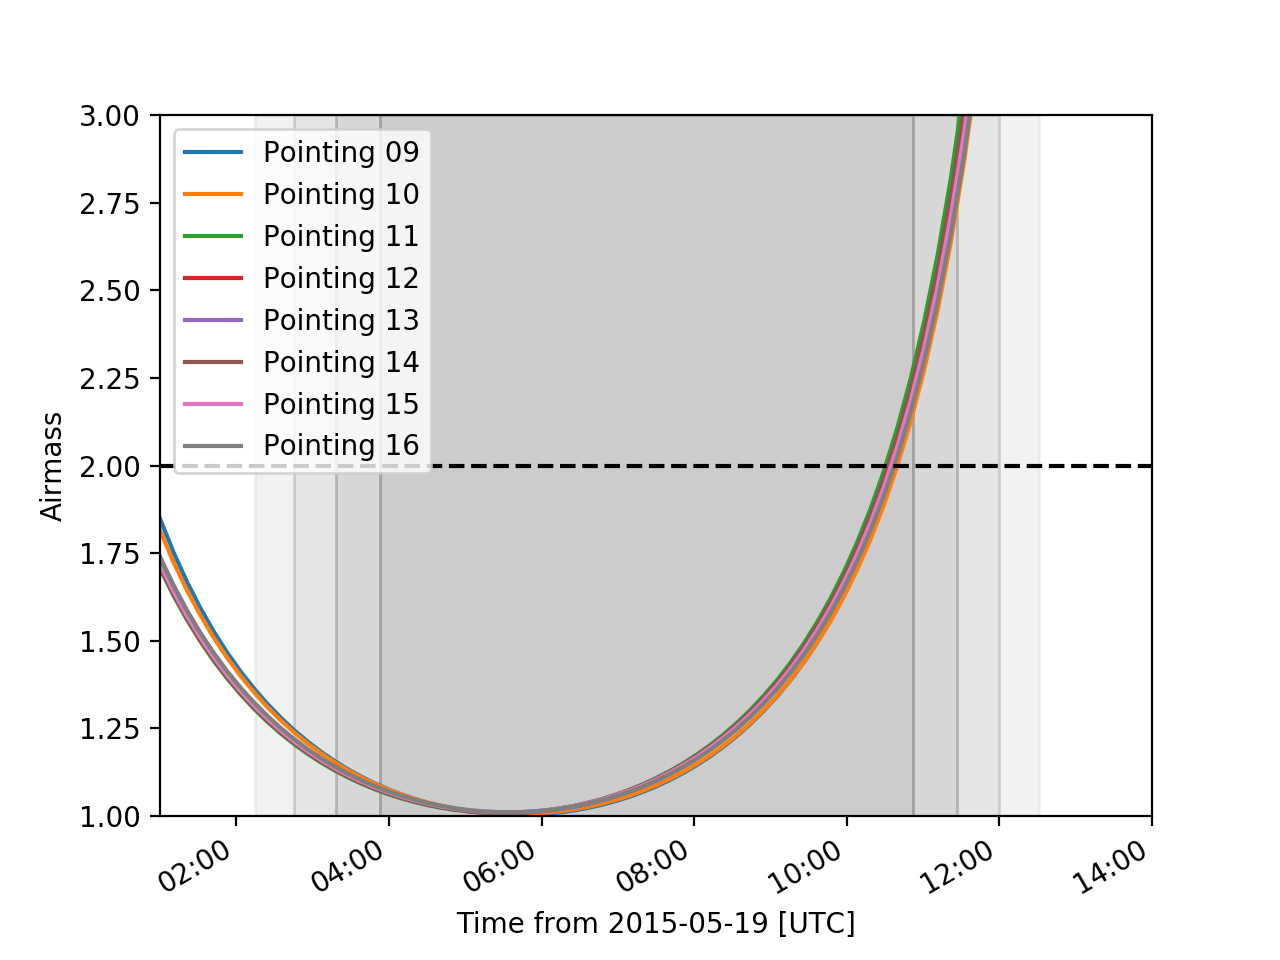 3.00
2.75
2.50
2.25
2.00
1.75
1.50
1.25
1.00
Airmass
Pointing 09
Pointing 10
Pointing 11
Pointing 12
Pointing 13
Pointing 14
Pointing 15
Pointing 16
02:00 04:00 06:00 08:00 10:00 12:00 14:00
Time from 2015-05-19 [UTC]